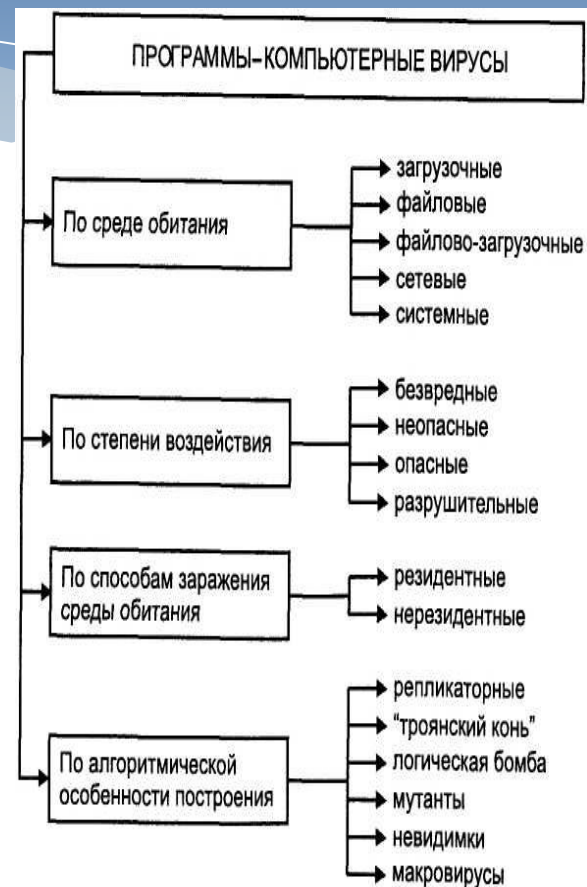 ПРОГРАММЫ–КОМПЬЮТЕРНЫЕ ВИРУСЫ
По среде обитания
загрузочные
файловые
файлово-загрузочные
сетевые
системные
По степени воздействия
безвредные
неопасные
опасные
разрушительные
По способам заражения
среды обитания
резидентные
нерезидентные
По алгоритмической
особенности построения
репликаторные
"троянский конь"
логическая бомба
мутанты
невидимки
макровирусы